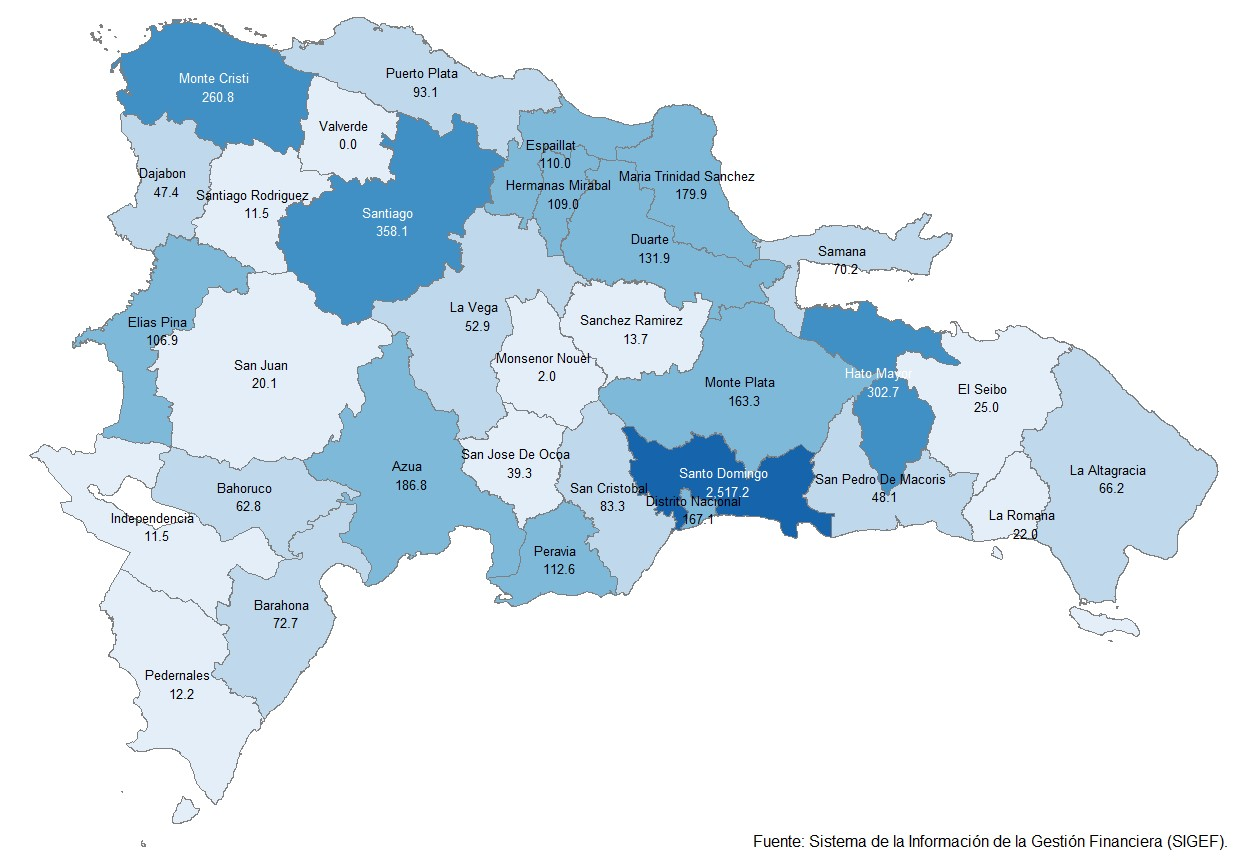 Monte Cristi
260.8
Puerto Plata
93.1
Valverde
0.0
Espaillat
110.0
Dajabon
47.4
Santiago Rodriguez
11.5
Hermanas Mirabal
109.0
Maria Trinidad Sanchez
179.9
Santiago
358.1
Duarte
131.9
Samana
70.2
La Vega
52.9
Elias Pina
106.9
Sanchez Ramirez
13.7
San Juan
20.1
Monsenor Nouel
2.0
Monte Plata
163.3
Hato Mayor
302.7
El Seibo
25.0
Azua
186.8
San Jose De Ocoa
39.3
Santo Domingo
2,517.2
La Altagracia
66.2
Bahoruco
62.8
San Cristobal
83.3
Distrito Nacional
167.1
San Pedro De Macoris
48.1
Independencia
11.5
La Romana
22.0
Peravia
112.6
Barahona
72.7
Pedernales
12.2
Fuente: Sistema de la Información de la Gestión Financiera (SIGEF).